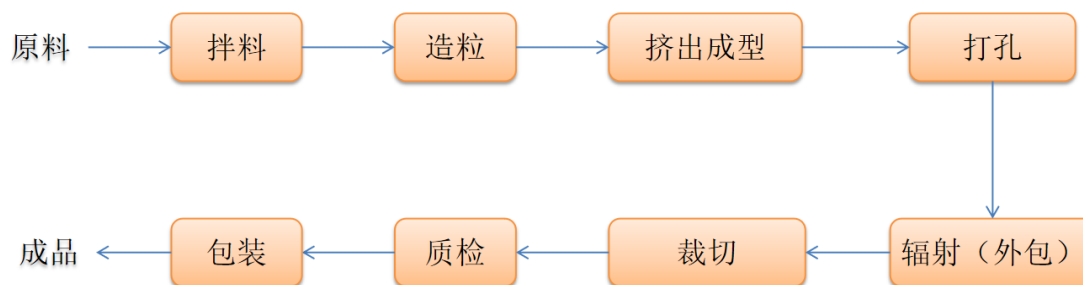 原料
拌料
造粒
挤出成型
打孔
辐射（外包）
裁切
质检
包装
成品